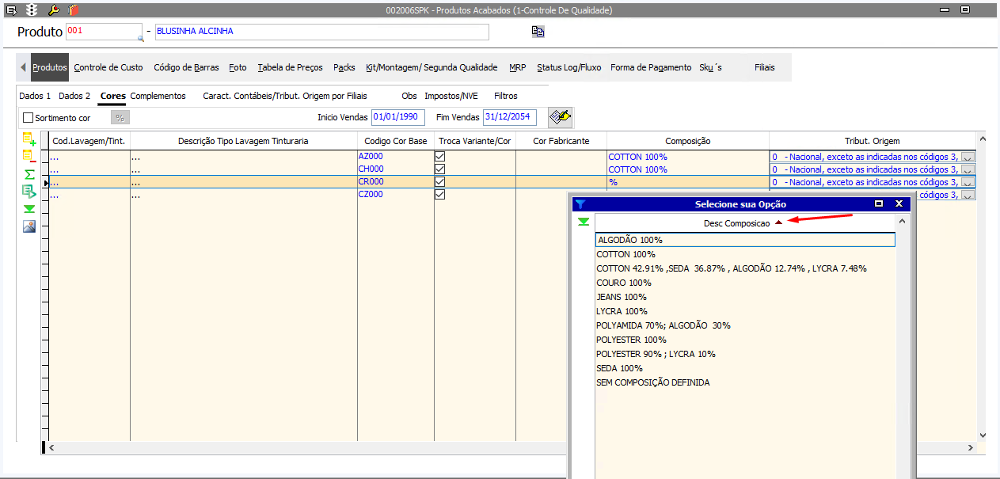 002006SPK - Produtos Acabados (1-Controle De Qualidade)
Produto 001 - BLUSINHA ALCINHA
Produtos Controle de Custo Código de Barras Foto Tabela de Preços Packs Kit/Montagem/ Segunda Qualidade MRP Status Log/Fluxo Forma de Pagamento Sku´s Filiais
Dados 1 Dados 2 Cores Complementos Caract. Contábeis/Tribut. Origem por Filiais Obs Impostos/NVE Filtros
Sortimento cor % Inicio Vendas 01/01/1990 Fim Vendas 31/12/2054
Cod.Lavagem/Tint. Descrição Tipo Lavagem Tinturaria Codigo Cor Base Troca Variante/Cor Cor Fabricante Composição Tribut. Origem
... ... AZ000 COTTON 100% 0 - Nacional, exceto as indicadas nos códigos 3,
... ... CH000 COTTON 100% 0 - Nacional, exceto as indicadas nos códigos 3,
... ... CR000 % 0 - Nacional, exceto as indicadas nos códigos 3,
... ... CZ000 códigos 3,
Selecione sua Opção
Desc Composicao
ALGODÃO 100%
COTTON 100%
COTTON 42.91% ,SEDA 36.87% , ALGODÃO 12.74% , LYCRA 7.48%
COURO 100%
JEANS 100%
LYCRA 100%
POLYAMIDA 70%; ALGODÃO 30%
POLYESTER 100%
POLYESTER 90% ; LYCRA 10%
SEDA 100%
SEM COMPOSIÇÃO DEFINIDA